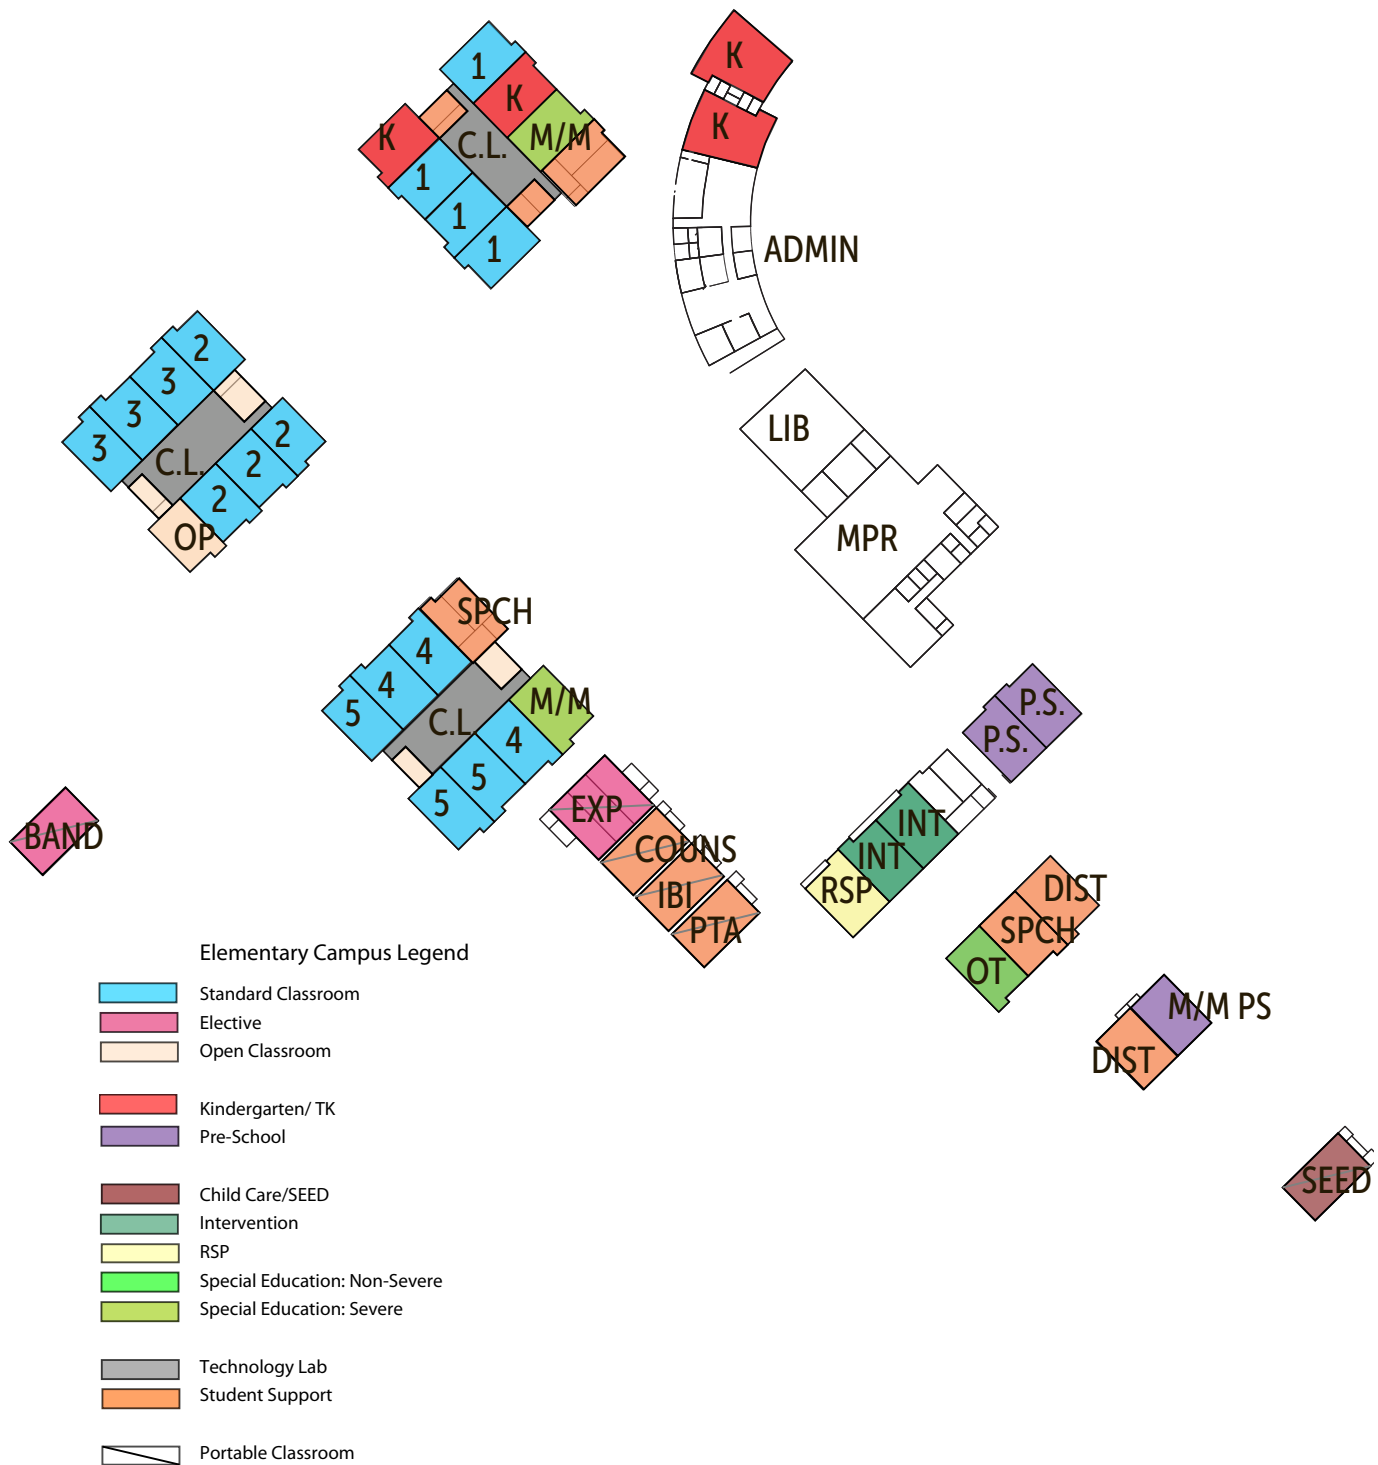 K
1
K
K
K
M/M
C.L.
1
1
1
ADMIN
2
3
3
3
C.L.
2
2
2
OP
LIB
MPR
SPCH
4
4
5
C.L.
M/M
4
5
5
P.S.
P.S.
BAND
EXP
COUNS
IBI
PTA
INT
INT
RSP
DIST
SPCH
OT
M/M PS
DIST
SEED
Elementary Campus Legend
Standard Classroom
Elective
Open Classroom
Kindergarten/ TK
Pre-School
Child Care/SEED
Intervention
RSP
Special Education: Non-Severe
Special Education: Severe
Technology Lab
Student Support
Portable Classroom